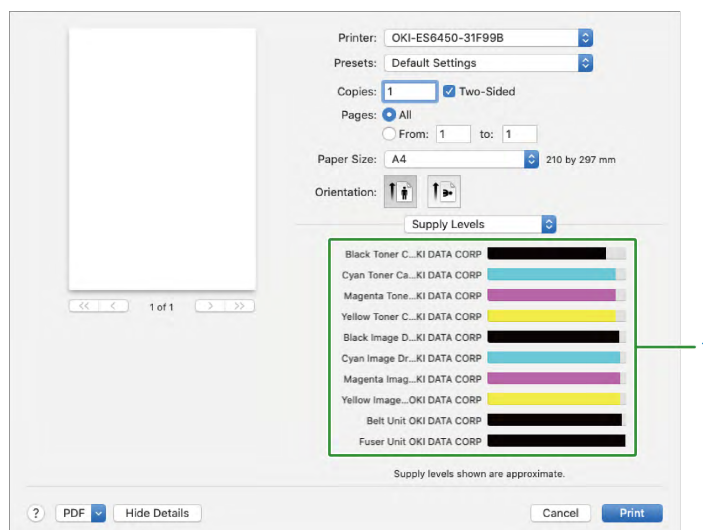 Printer: OKI-ES6450-31F99B
Presets: Default Settings
Copies: 1 Two-Sided
Pages: All
From: 1 to: 1
Paper Size: A4 210 by 297 mm
Orientation:
Supply Levels
Black Toner C...KI DATA CORP
Cyan Toner Ca...KI DATA CORP
Magenta Tone...KI DATA CORP
Yellow Toner C...KI DATA CORP
Black Image D...KI DATA CORP
Cyan Image Dr...KI DATA CORP
Magenta Imag...KI DATA CORP
Yellow Image...OKI DATA CORP
Belt Unit OKI DATA CORP
Fuser Unit OKI DATA CORP
Supply levels shown are approximate.
<< < 1 of 1 > >>
? PDF Hide Details Cancel Print